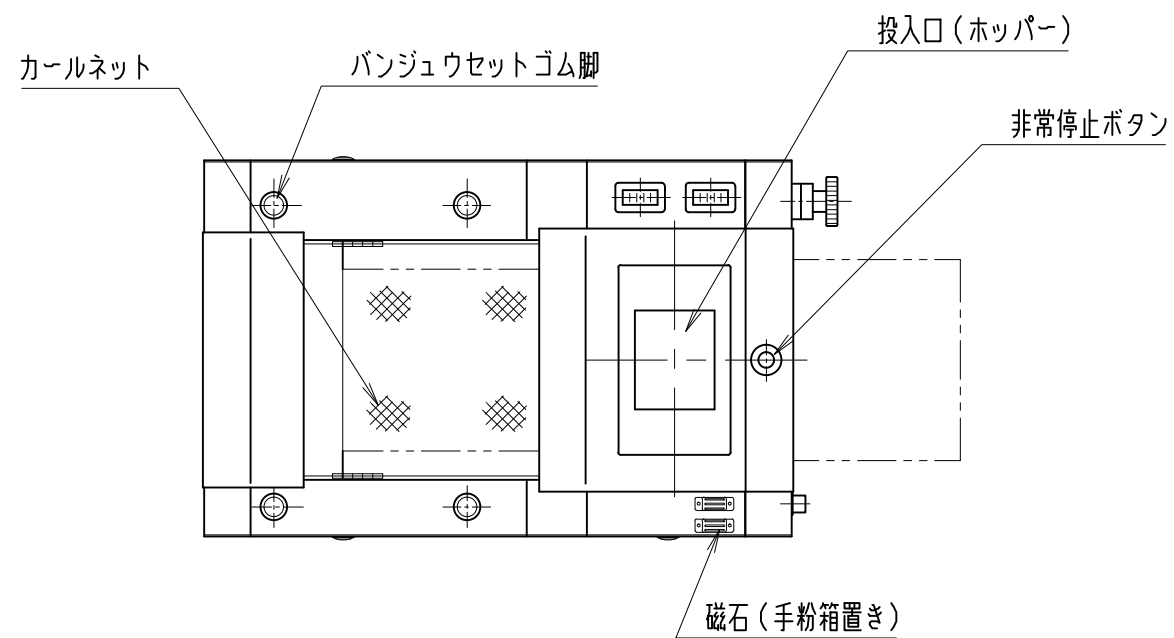 投入口（ホッパー）
カールネット
バンジュウセットゴム脚
非常停止ボタン
磁石（手粉箱置き）